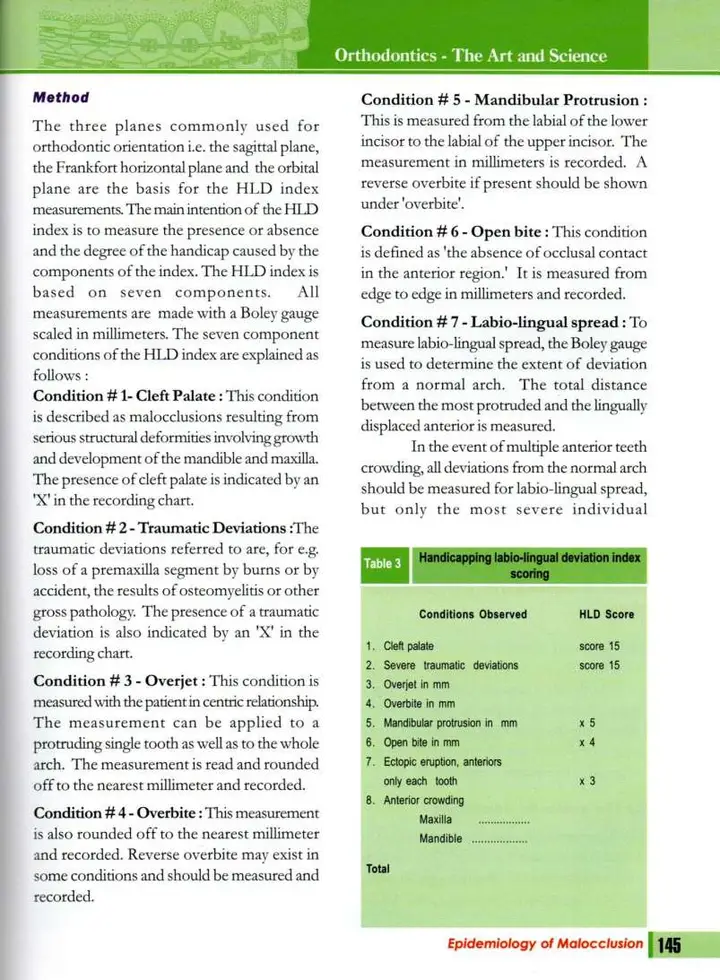 Orthodontics - The Art and Science
Method
The three planes commonly used for
orthodontic orientation i.e. the sagittal plane,
the Frankfort horizontal plane and the orbital
plane are the basis for the HLD index
measurements. The main intention of the HLD
index is to measure the presence or absence
and the degree of the handicap caused by the
components of the index. The HLD index is
based on seven components. All
measurements are made with a Boley gauge
scaled in millimeters. The seven component
conditions of the HLD index are explained as
follows :
Condition # 1- Cleft Palate : This condition
is described as malocclusions resulting from
serious structural deformities involving growth
and development of the mandible and maxilla.
The presence of cleft palate is indicated by an
'X' in the recording chart.
Condition # 2 - Traumatic Deviations :The
traumatic deviations referred to are, for e.g.
loss of a premaxilla segment by burns or by
accident, the results of osteomyelitis or other
gross pathology. The presence of a traumatic
deviation is also indicated by an 'X' in the
recording chart.
Condition # 3 - Overjet : This condition is
measured with the patient in centric relationship.
The measurement can be applied to a
protruding single tooth as well as to the whole
arch. The measurement is read and rounded
off to the nearest millimeter and recorded.
Condition # 4 - Overbite : This measurement
is also rounded off to the nearest millimeter
and recorded. Reverse overbite may exist in
some conditions and should be measured and
recorded.
Condition # 5 - Mandibular Protrusion :
This is measured from the labial of the lower
incisor to the labial of the upper incisor. The
measurement in millimeters is recorded. A
reverse overbite if present should be shown
under 'overbite'.
Condition # 6 - Open bite : This condition
is defined as 'the absence of occlusal contact
in the anterior region.' It is measured from
edge to edge in millimeters and recorded.
Condition # 7 - Labio-lingual spread : To
measure labio-lingual spread, the Boley gauge
is used to determine the extent of deviation
from a normal arch. The total distance
between the most protruded and the lingually
displaced anterior is measured.
In the event of multiple anterior teeth
crowding, all deviations from the normal arch
should be measured for labio-lingual spread,
but only the most severe individual
Table 3 Handicapping labio-lingual deviation index
scoring
Conditions Observed HLD Score
1. Cleft palate score 15
2. Severe traumatic deviations score 15
3. Overjet in mm
4. Overbite in mm
5. Mandibular protrusion in mm x 5
6. Open bite in mm x 4
7. Ectopic eruption, anteriors
only each tooth x 3
8. Anterior crowding
Maxilla .................
Mandible ..................
Total
Epidemiology of Malocclusion 145